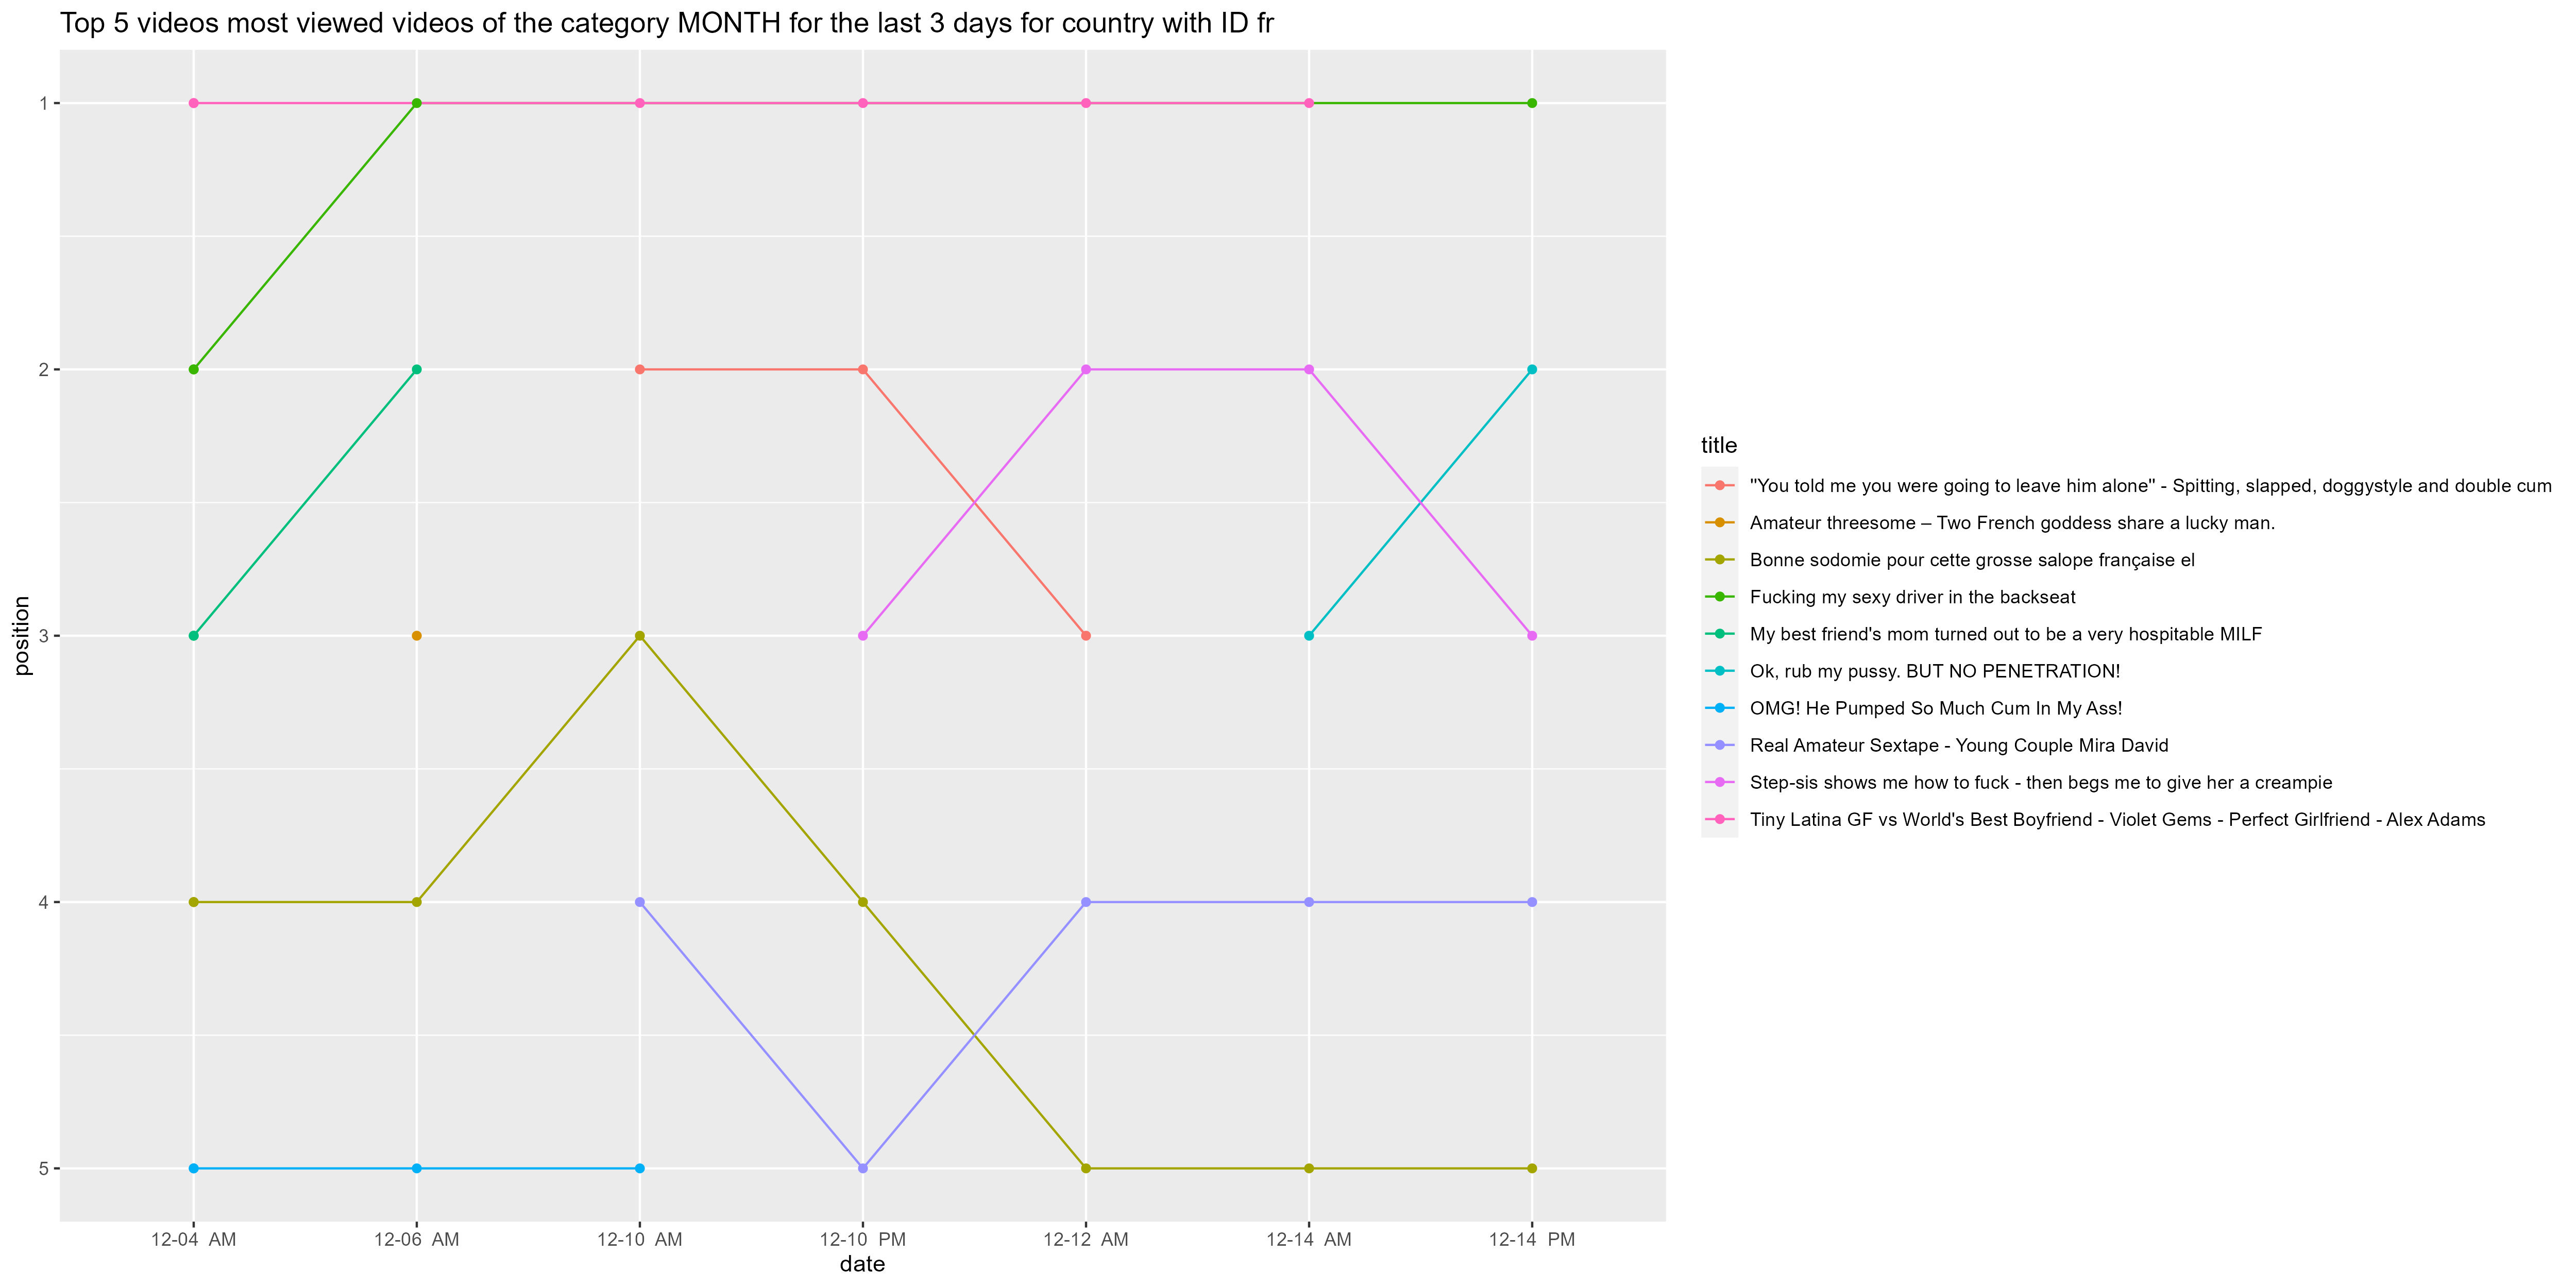 Top 5 videos most viewed videos of the category MONTH for the last 3 days for country with ID fr
1
2
3
4
5
position
12-04 AM
12-06 AM
12-10 AM
12-10 PM
12-12 AM
12-14 AM
12-14 PM
date
title
"You told me you were going to leave him alone" - Spitting, slapped, doggystyle and double cum
Amateur threesome – Two French goddess share a lucky man.
Bonne sodomie pour cette grosse salope française el
Fucking my sexy driver in the backseat
My best friend's mom turned out to be a very hospitable MILF
Ok, rub my pussy. BUT NO PENETRATION!
OMG! He Pumped So Much Cum In My Ass!
Real Amateur Sextape - Young Couple Mira David
Step-sis shows me how to fuck - then begs me to give her a creampie
Tiny Latina GF vs World's Best Boyfriend - Violet Gems - Perfect Girlfriend - Alex Adams